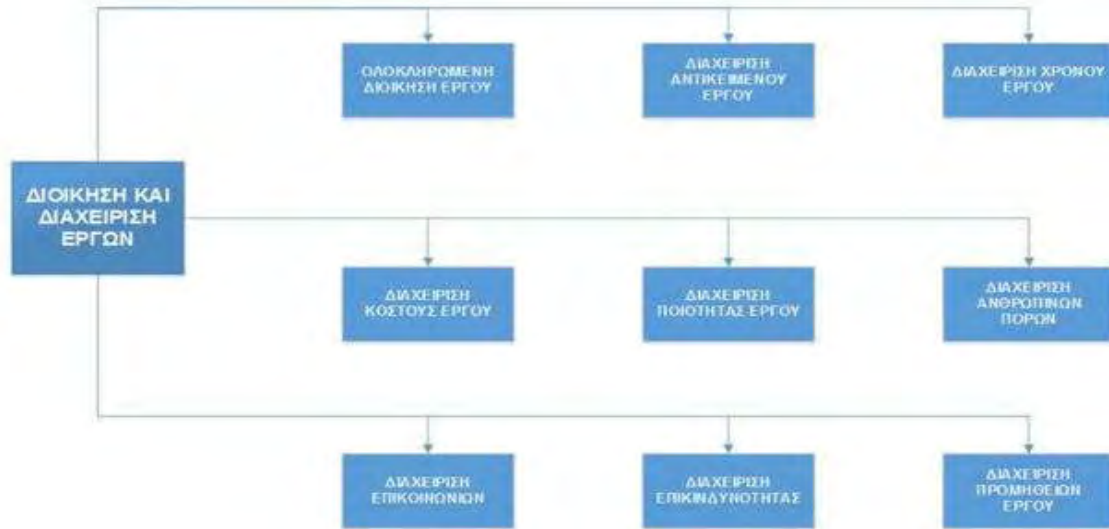 ΟΛΟΚΛΗΡΩΜΕΝΗ
ΔΙΟΙΚΗΣΗ ΕΡΓΟΥ
ΔΙΑΧΕΙΡΙΣΗ
ΑΝΤΙΚΕΙΜΕΝΟΥ
ΕΡΓΟΥ
ΔΙΑΧΕΙΡΙΣΗ ΧΡΟΝΟΥ
ΕΡΓΟΥ
ΔΙΟΙΚΗΣΗ ΚΑΙ
ΔΙΑΧΕΙΡΙΣΗ
ΕΡΓΩΝ
ΔΙΑΧΕΙΡΙΣΗ
ΚΟΣΤΟΥΣ ΕΡΓΟΥ
ΔΙΑΧΕΙΡΙΣΗ
ΠΟΙΟΤΗΤΑΣ ΕΡΓΟΥ
ΔΙΑΧΕΙΡΙΣΗ
ΑΝΘΡΩΠΙΝΩΝ
ΠΟΡΩΝ
ΔΙΑΧΕΙΡΙΣΗ
ΕΠΙΚΟΙΝΩΝΙΩΝ
ΔΙΑΧΕΙΡΙΣΗ
ΕΠΙΚΙΝΔΥΝΟΤΗΤΑΣ
ΔΙΑΧΕΙΡΙΣΗ
ΠΡΟΜΗΘΕΙΩΝ
ΕΡΓΟΥ